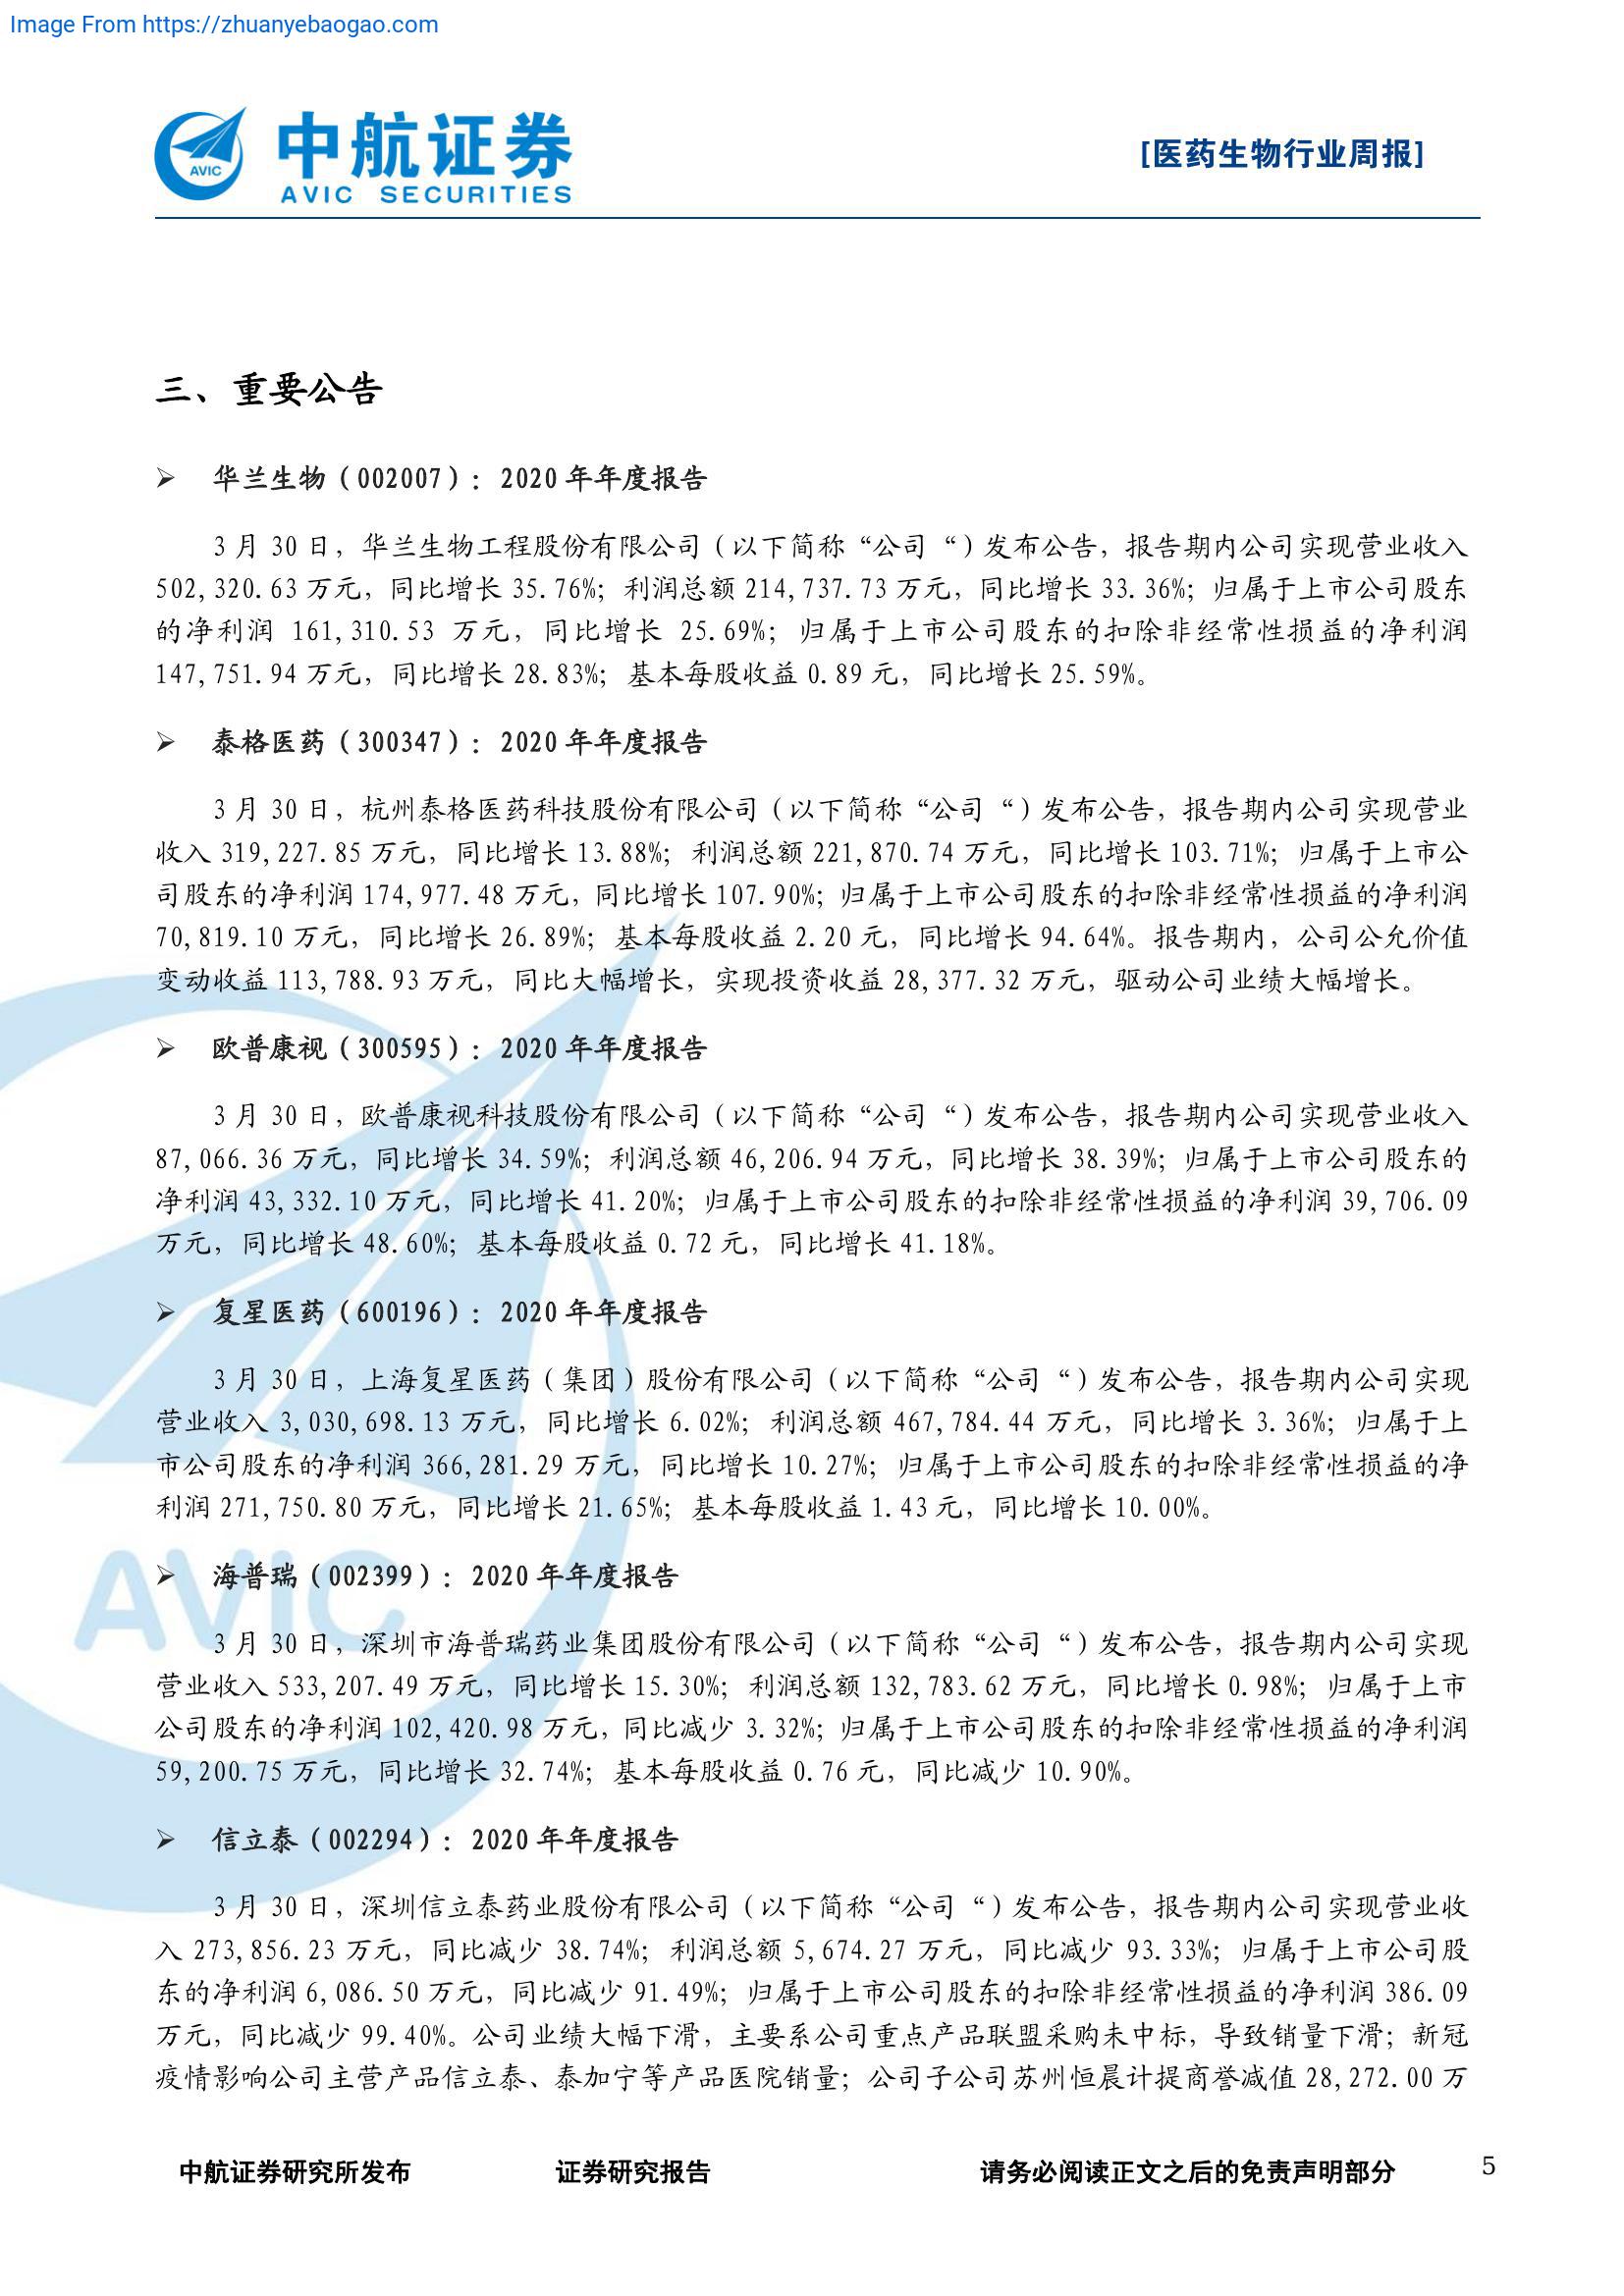 Image From https://zhuanyebaogao.com
AVIC
中航证券
AVIC SECURITIES
[医药生物行业周报]
三、重要公告
➢ 华兰生物（002007）：2020 年年度报告
3 月 30 日，华兰生物工程股份有限公司（以下简称“公司“）发布公告，报告期内公司实现营业收入
502,320.63 万元，同比增长 35.76%；利润总额 214,737.73 万元，同比增长 33.36%；归属于上市公司股东
的净利润 161,310.53 万元，同比增长 25.69%；归属于上市公司股东的扣除非经常性损益的净利润
147,751.94 万元，同比增长 28.83%；基本每股收益 0.89 元，同比增长 25.59%。
➢ 泰格医药（300347）：2020 年年度报告
3 月 30 日，杭州泰格医药科技股份有限公司（以下简称“公司“）发布公告，报告期内公司实现营业
收入 319,227.85 万元，同比增长 13.88%；利润总额 221,870.74 万元，同比增长 103.71%；归属于上市公
司股东的净利润 174,977.48 万元，同比增长 107.90%；归属于上市公司股东的扣除非经常性损益的净利润
70,819.10 万元，同比增长 26.89%；基本每股收益 2.20 元，同比增长 94.64%。报告期内，公司公允价值
变动收益 113,788.93 万元，同比大幅增长，实现投资收益 28,377.32 万元，驱动公司业绩大幅增长。
➢ 欧普康视（300595）：2020 年年度报告
3 月 30 日，欧普康视科技股份有限公司（以下简称“公司“）发布公告，报告期内公司实现营业收入
87,066.36 万元，同比增长 34.59%；利润总额 46,206.94 万元，同比增长 38.39%；归属于上市公司股东的
净利润 43,332.10 万元，同比增长 41.20%；归属于上市公司股东的扣除非经常性损益的净利润 39,706.09
万元，同比增长 48.60%；基本每股收益 0.72 元，同比增长 41.18%。
➢ 复星医药（600196）：2020 年年度报告
3 月 30 日，上海复星医药（集团）股份有限公司（以下简称“公司“）发布公告，报告期内公司实现
营业收入 3,030,698.13 万元，同比增长 6.02%；利润总额 467,784.44 万元，同比增长 3.36%；归属于上
市公司股东的净利润 366,281.29 万元，同比增长 10.27%；归属于上市公司股东的扣除非经常性损益的净
利润 271,750.80 万元，同比增长 21.65%；基本每股收益 1.43 元，同比增长 10.00%。
➢ 海普瑞（002399）：2020 年年度报告
3 月 30 日，深圳市海普瑞药业集团股份有限公司（以下简称“公司“）发布公告，报告期内公司实现
营业收入 533,207.49 万元，同比增长 15.30%；利润总额 132,783.62 万元，同比增长 0.98%；归属于上市
公司股东的净利润 102,420.98 万元，同比减少 3.32%；归属于上市公司股东的扣除非经常性损益的净利润
59,200.75 万元，同比增长 32.74%；基本每股收益 0.76 元，同比减少 10.90%。
AVIC
➢ 信立泰（002294）：2020 年年度报告
3 月 30 日，深圳信立泰药业股份有限公司（以下简称“公司“）发布公告，报告期内公司实现营业收
入 273,856.23 万元，同比减少 38.74%；利润总额 5,674.27 万元，同比减少 93.33%；归属于上市公司股
东的净利润 6,086.50 万元，同比减少 91.49%；归属于上市公司股东的扣除非经常性损益的净利润 386.09
万元，同比减少 99.40%。公司业绩大幅下滑，主要系公司重点产品联盟采购未中标，导致销量下滑；新冠
疫情影响公司主营产品信立泰、泰加宁等产品医院销量；公司子公司苏州恒晨计提商誉减值 28,272.00 万
中航证券研究所发布 证券研究报告 请务必阅读正文之后的免责声明部分 5